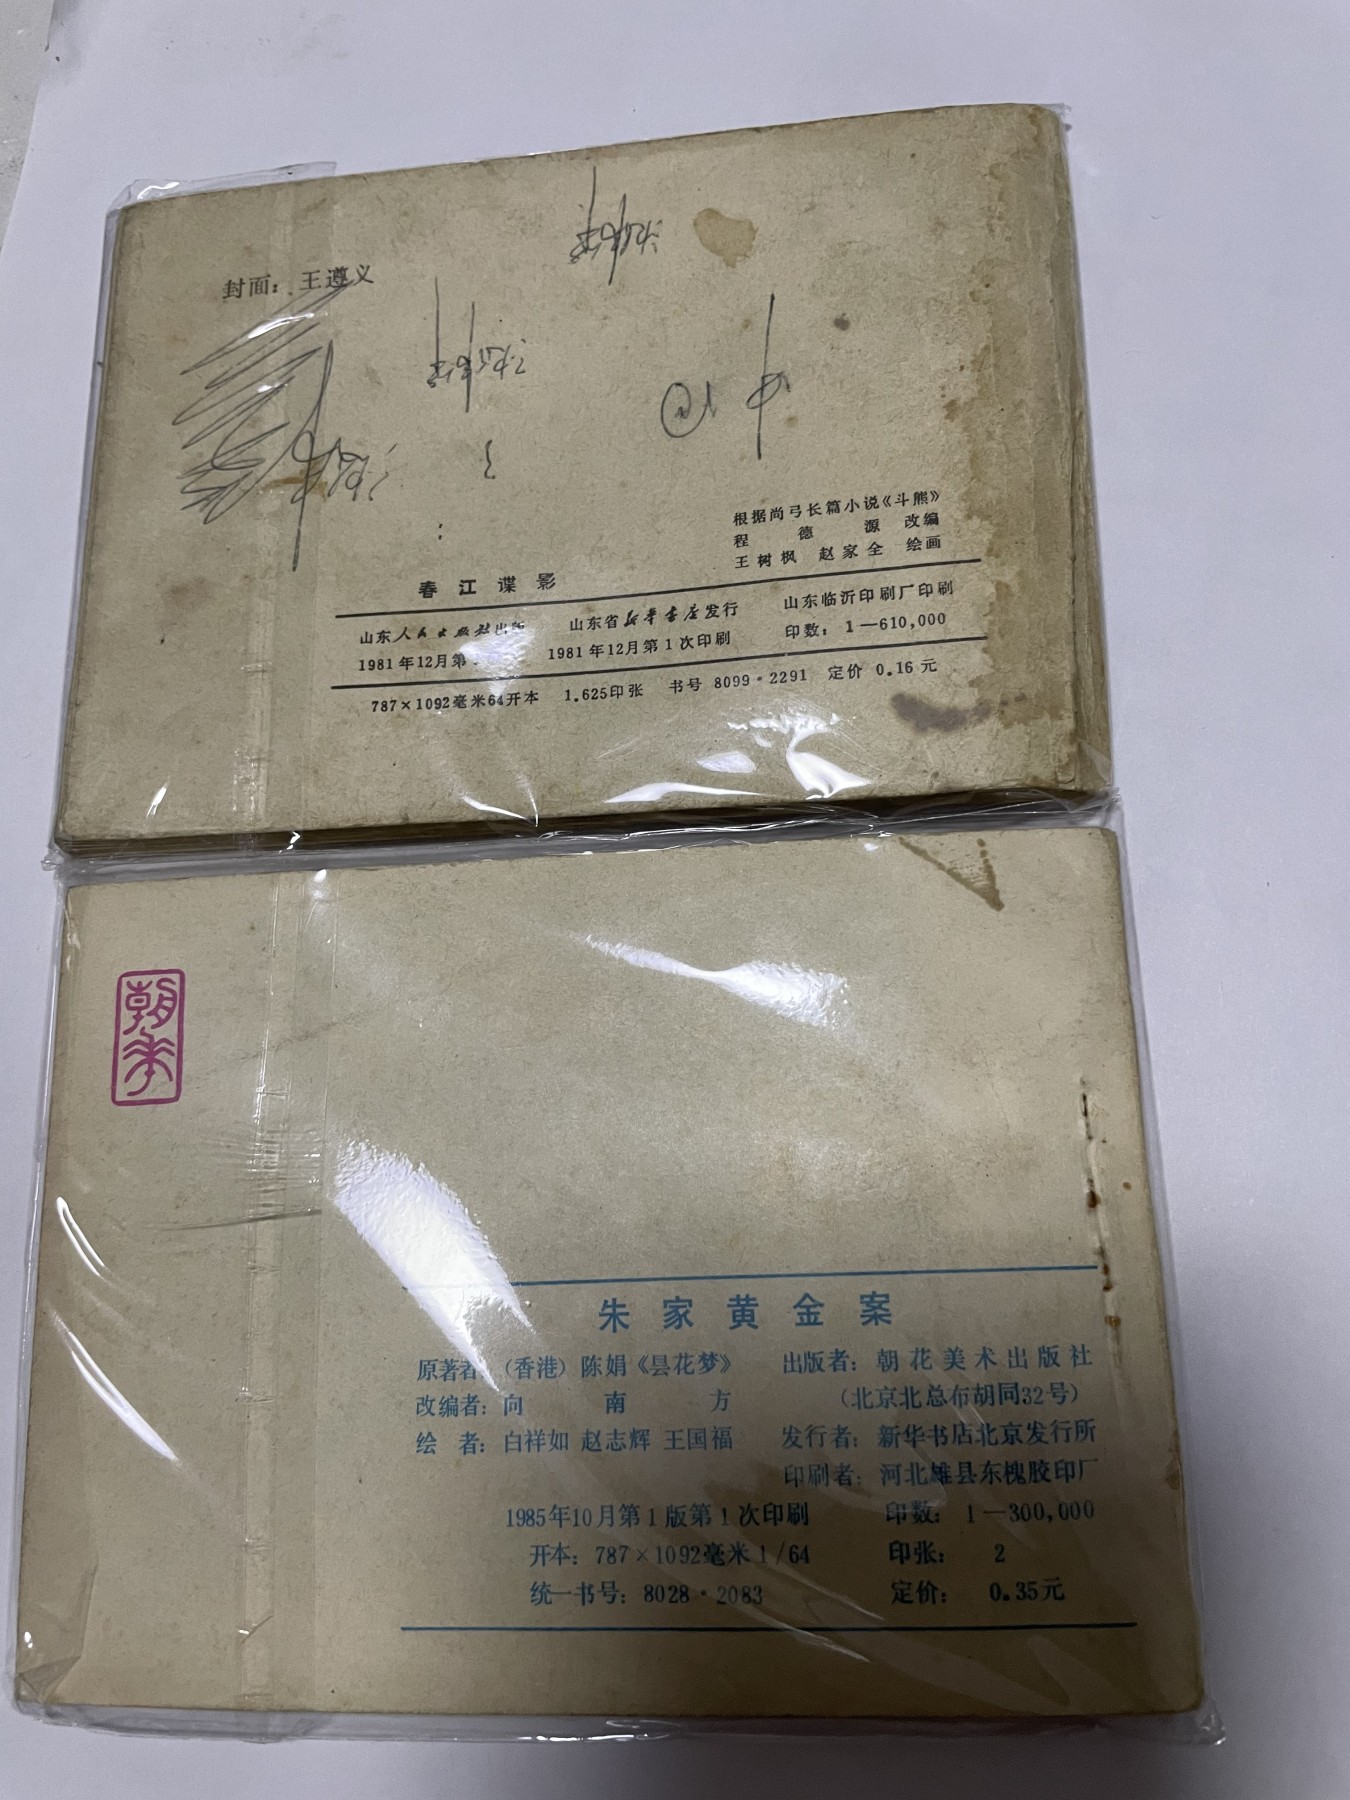 封面：王遵义
根据尚弓长篇小说《斗熊》
程德源 改编
王树枫 赵家全 绘画
春江谍影
山东人民出版社出版 山东省新华书店发行 山东临沂印刷厂印刷
1981年12月第1 1981年12月第1次印刷 印数：1—610,000
787×1092毫米64开本 1.625印张 书号 8099·2291 定价 0.16元
朝花
朱家黄金案
原著者：（香港）陈娟《昙花梦》 出版者：朝花美术出版社
改编者：向南方 （北京北总布胡同32号）
绘 者：白祥如 赵志辉 王国福 发行者：新华书店北京发行所
印刷者：河北雄县东槐胶印厂
1985年10月第1版第1次印刷 印数：1—300,000
开本：787×1092毫米1/64 印张：2
统一书号：8028·2083 定价：0.35元